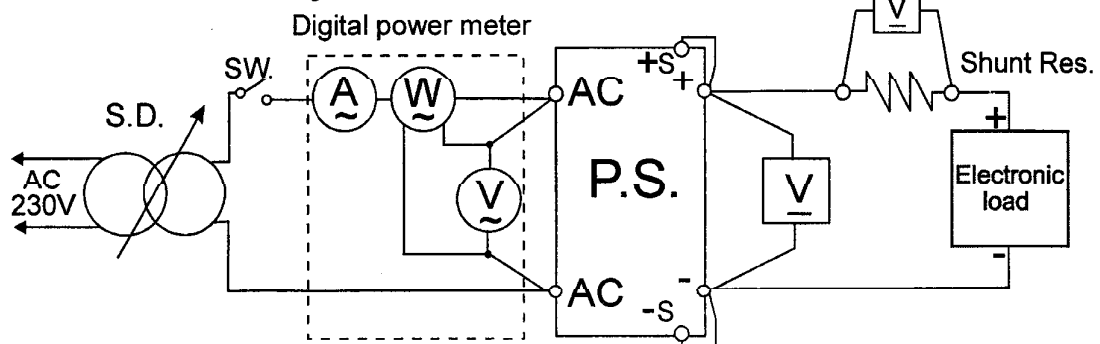 Digital power meter
V
SW.
A
~
W
~
+S
+
AC
Shunt Res.
S.D.
+
AC
230V
V
~
P.S.
V
Electronic
load
AC
-
-S
-